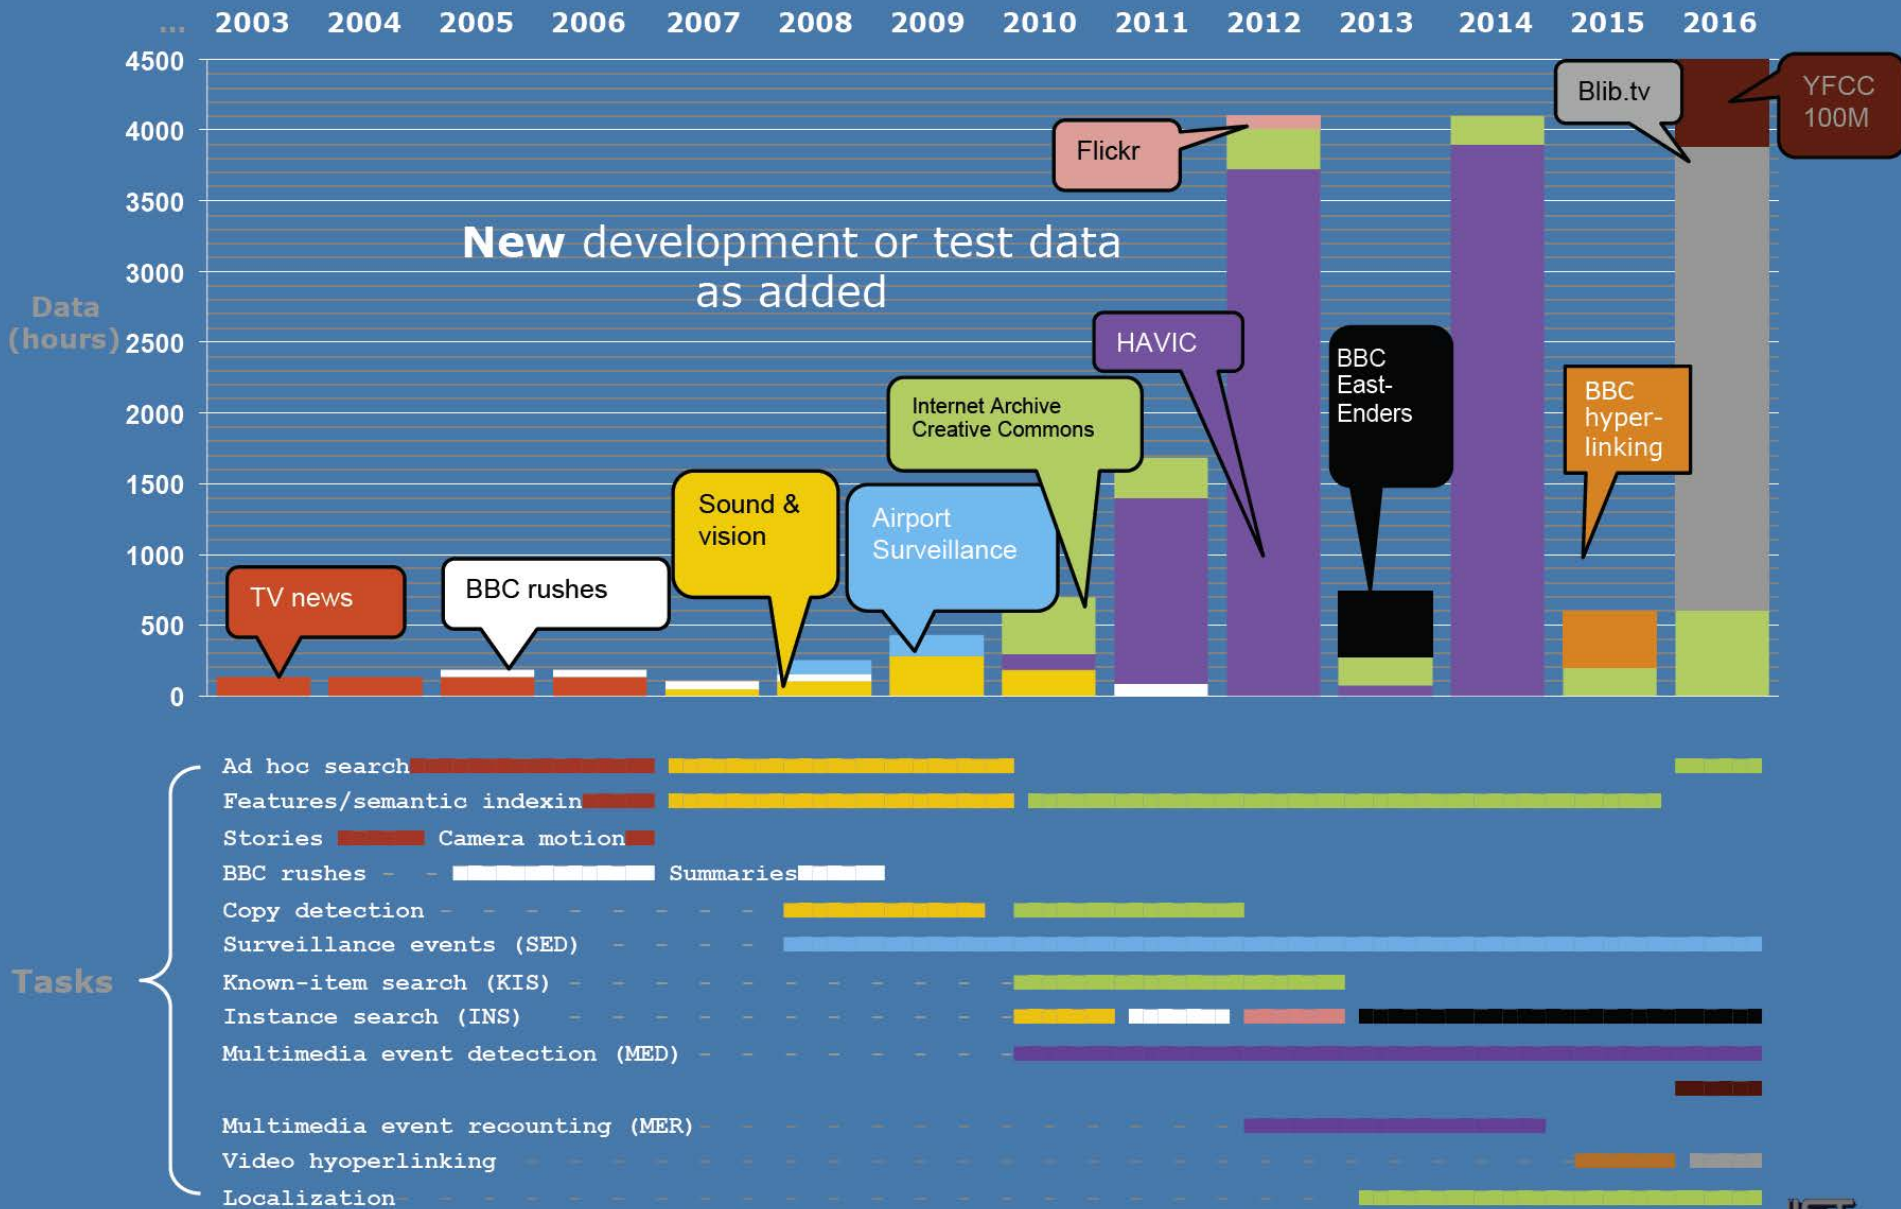 ... 2003 2004 2005 2006 2007 2008 2009 2010 2011 2012 2013 2014 2015 2016
4500
4000
3500
3000
2500
2000
1500
1000
500
0
Data
(hours)
New development or test data
as added
TV news
BBC rushes
Sound &
vision
Airport
Surveillance
Internet Archive
Creative Commons
HAVIC
Flickr
BBC
East-
Enders
BBC
hyper-
linking
Blib.tv
YFCC
100M
Tasks
Ad hoc search
Features/semantic indexin
Stories Camera motion
BBC rushes - - Summaries
Copy detection
Surveillance events (SED)
Known-item search (KIS)
Instance search (INS)
Multimedia event detection (MED)
Multimedia event recounting (MER)
Video hyoperlinking
Localization